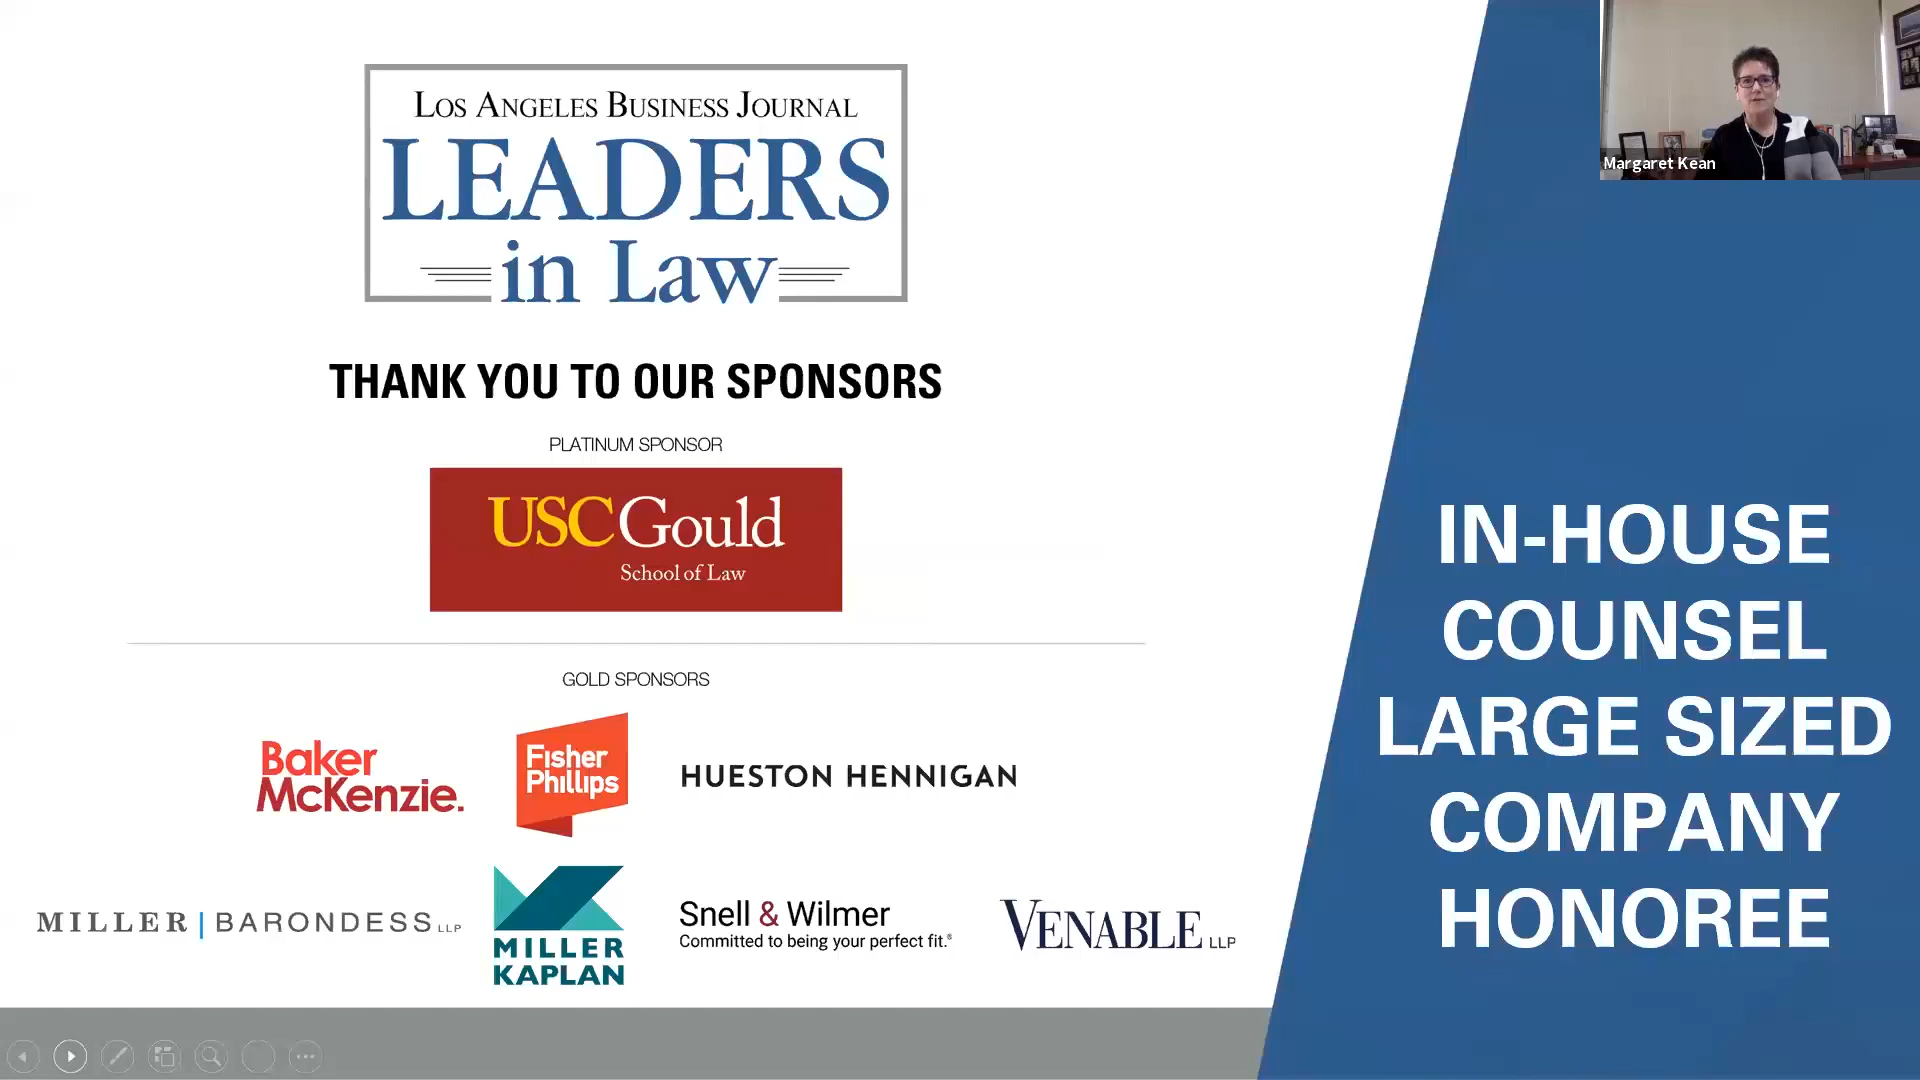 LOS ANGELES BUSINESS JOURNAL
LEADERS
in Law
THANK YOU TO OUR SPONSORS
PLATINUM SPONSOR
USC Gould
School of Law
GOLD SPONSORS
Baker
McKenzie.
Fisher
Phillips
HUESTON HENNIGAN
MILLER | BARONDESS LLP
MILLER
KAPLAN
Snell & Wilmer
Committed to being your perfect fit.®
VENABLE LLP
Margaret Kean
IN-HOUSE
COUNSEL
LARGE SIZED
COMPANY
HONOREE